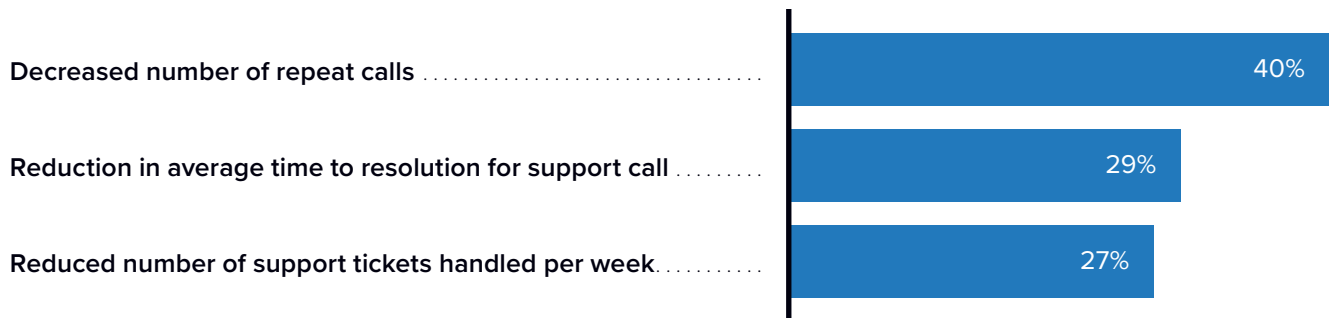 Decreased number of repeat calls .................................. 40%
Reduction in average time to resolution for support call ......... 29%
Reduced number of support tickets handled per week........... 27%